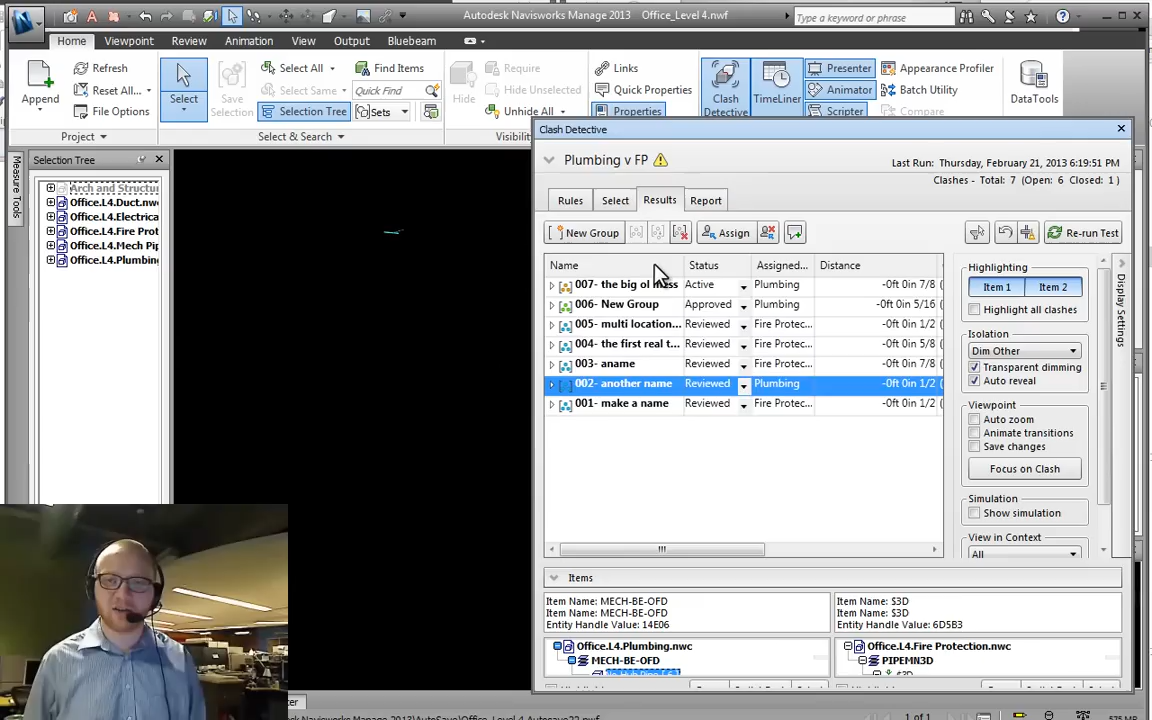 Autodesk Navisworks Manage 2013 Office_Level 4.nwf
Type a keyword or phrase
Home Viewpoint Review Animation View Output Bluebeam
Append
Refresh
Reset All...
File Options
Project
Select
Save Selection
Select All
Select Same
Selection Tree
Find Items
Quick Find
Sets
Select & Search
Hide
Require
Hide Unselected
Unhide All
Links
Quick Properties
Properties
Clash Detective
TimeLiner
Presenter
Animator
Scripter
Appearance Profiler
Batch Utility
Compare
DataTools
Measure Tools
Selection Tree
Arch and Structu
Office.L4.Duct.nwc
Office.L4.Electrica
Office.L4.Fire Prot
Office.L4.Mech Pip
Office.L4.Plumbing
Clash Detective
Plumbing v FP
Last Run: Thursday, February 21, 2013 6:19:51 PM
Clashes - Total: 7 (Open: 6 Closed: 1 )
Rules Select Results Report
New Group Assign Re-run Test
Name Status Assigned... Distance
007- the big ol mess Active Plumbing -0ft 0in 7/8
006- New Group Approved Plumbing -0ft 0in 5/16
005- multi location... Reviewed Fire Protec... -0ft 0in 1/2
004- the first real t... Reviewed Fire Protec... -0ft 0in 5/8
003- aname Reviewed Fire Protec... -0ft 0in 7/8
002- another name Reviewed Plumbing -0ft 0in 1/2
001- make a name Reviewed Fire Protec... -0ft 0in 1/2
Display Settings
Highlighting
Item 1 Item 2
Highlight all clashes
Isolation
Dim Other
Transparent dimming
Auto reveal
Viewpoint
Auto zoom
Animate transitions
Save changes
Focus on Clash
Simulation
Show simulation
View in Context
All
Items
Item Name: MECH-BE-OFD
Item Name: MECH-BE-OFD
Entity Handle Value: 14E06
Item Name: $3D
Item Name: $3D
Entity Handle Value: 6D5B3
Office.L4.Plumbing.nwc
MECH-BE-OFD
Office.L4.Fire Protection.nwc
PIPEMN3D
1 of 1
575 MB